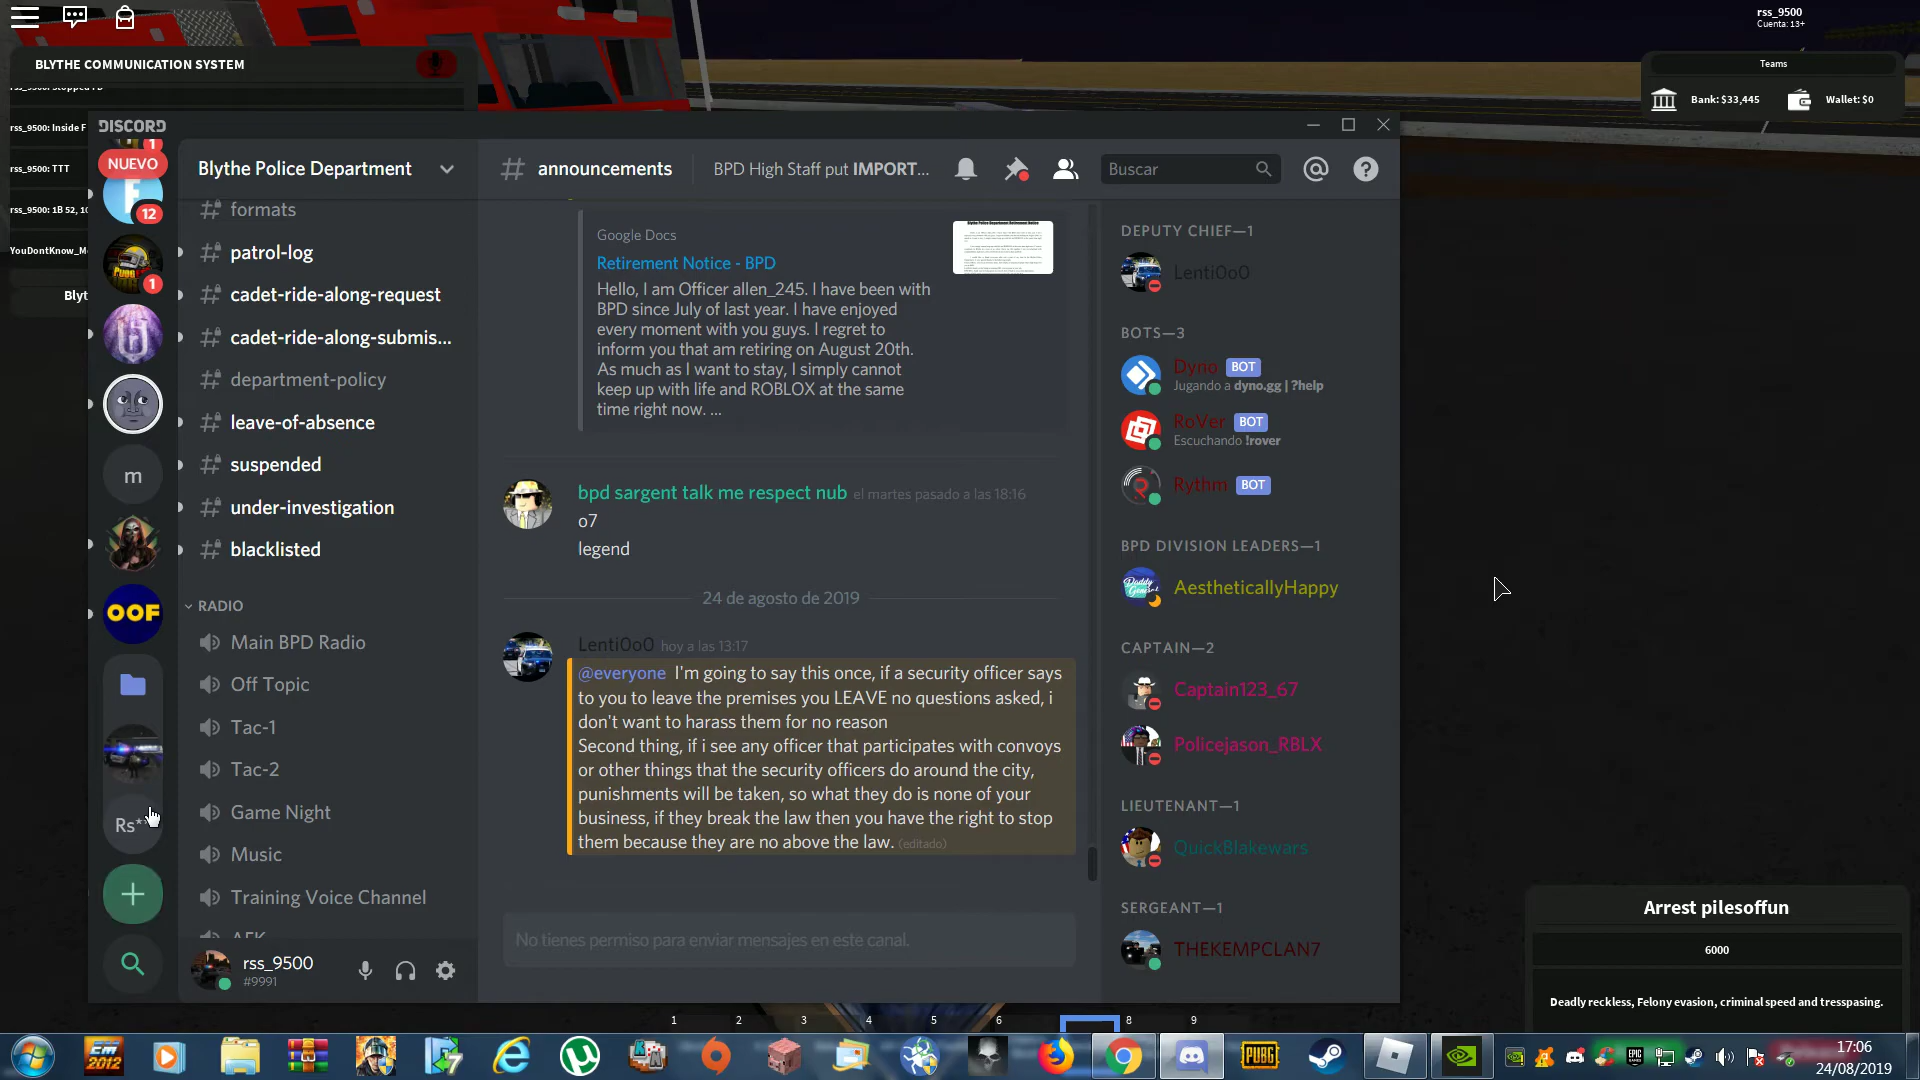 rss_9500
Cuenta: 13+
BLYTHE COMMUNICATION SYSTEM
Teams
Bank: $33,445
Wallet: $0
rss_9500: Inside F
rss_9500: TTT
rss_9500: 1B 52, 10
YouDontKnow_M
Blyt
DISCORD
NUEVO
1
F
12
1
m
OOF
Rs*
Blythe Police Department
formats
patrol-log
cadet-ride-along-request
cadet-ride-along-submis...
department-policy
leave-of-absence
suspended
under-investigation
blacklisted
RADIO
Main BPD Radio
Off Topic
Tac-1
Tac-2
Game Night
Music
Training Voice Channel
AFK
rss_9500
#9991
# announcements
BPD High Staff put IMPORT...
Buscar
Google Docs
Retirement Notice - BPD
Hello, I am Officer allen_245. I have been with
BPD since July of last year. I have enjoyed
every moment with you guys. I regret to
inform you that am retiring on August 20th.
As much as I want to stay, I simply cannot
keep up with life and ROBLOX at the same
time right now. ...
bpd sargent talk me respect nub el martes pasado a las 18:16
o7
legend
24 de agosto de 2019
Lenti0o0 hoy a las 13:17
@everyone I'm going to say this once, if a security officer says
to you to leave the premises you LEAVE no questions asked, i
don't want to harass them for no reason
Second thing, if i see any officer that participates with convoys
or other things that the security officers do around the city,
punishments will be taken, so what they do is none of your
business, if they break the law then you have the right to stop
them because they are no above the law. (editado)
No tienes permiso para enviar mensajes en este canal.
DEPUTY CHIEF—1
Lenti0o0
BOTS—3
Dyno BOT
Jugando a dyno.gg | ?help
RoVer BOT
Escuchando !rover
Rythm BOT
BPD DIVISION LEADERS—1
Daddy General
AestheticallyHappy
CAPTAIN—2
Captain123_67
Policejason_RBLX
LIEUTENANT—1
QuickBlakewars
SERGEANT—1
THEKEMPCLAN7
Arrest pilesoffun
6000
Deadly reckless, Felony evasion, criminal speed and tresspasing.
1 2 3 4 5 6 8 9
EM
2012
7
PUBG
EPIC
17:06
24/08/2019